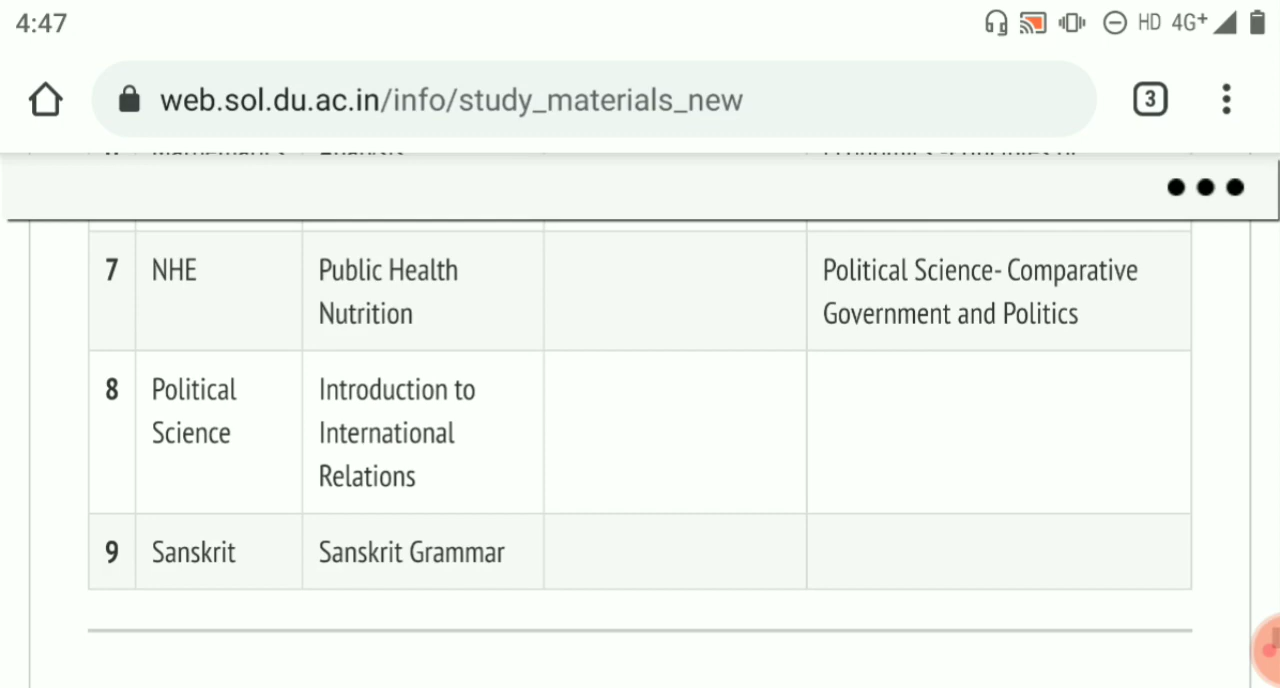 4:47
HD 4G+
web.sol.du.ac.in/info/study_materials_new
3
7 NHE Public Health Nutrition Political Science- Comparative Government and Politics
8 Political Science Introduction to International Relations
9 Sanskrit Sanskrit Grammar